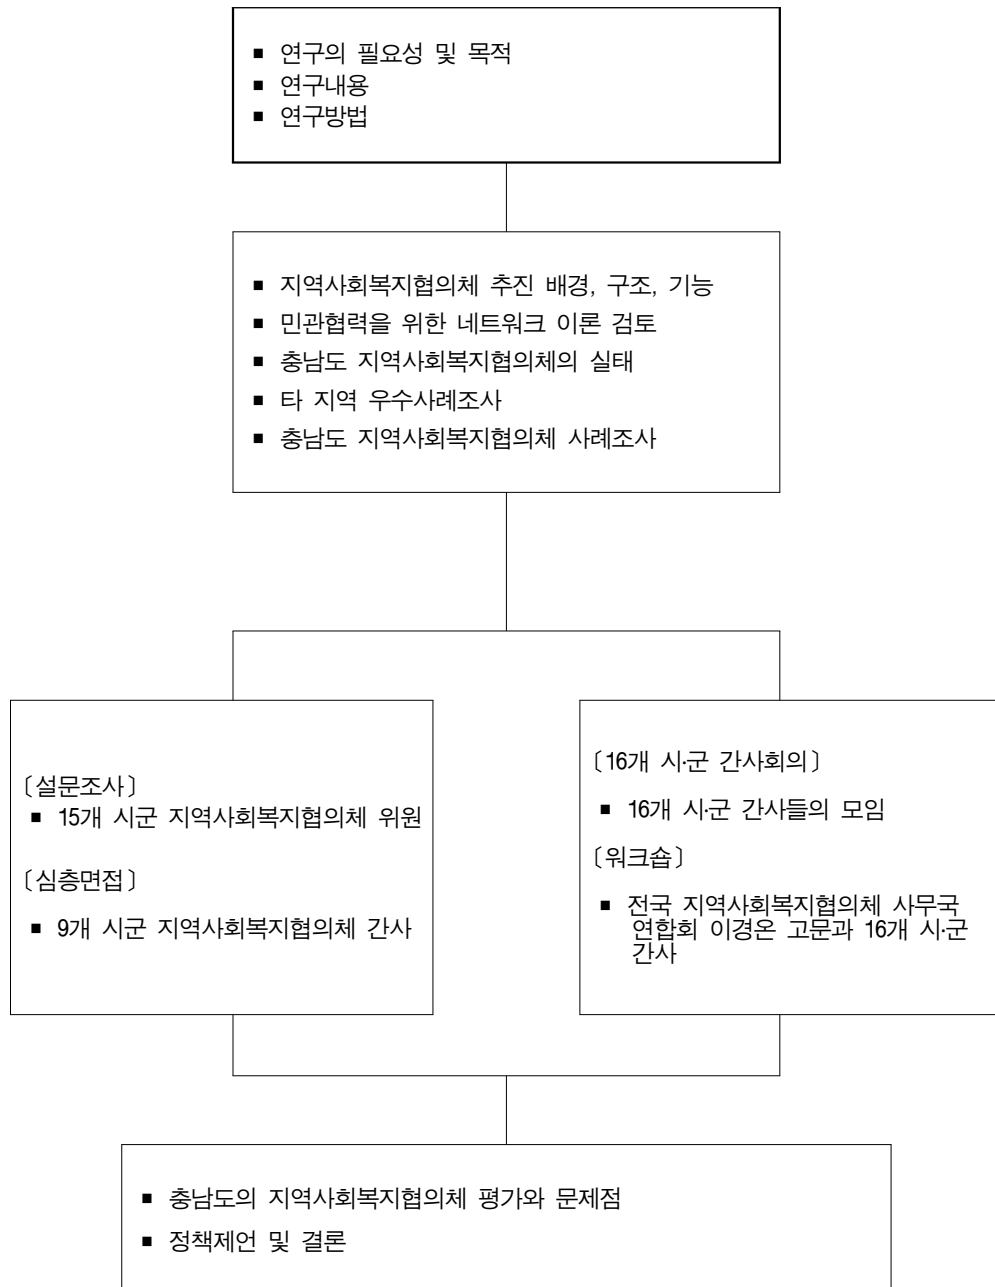 ▪ 연구의 필요성 및 목적
▪ 연구내용
▪ 연구방법
▪ 지역사회복지협의체 추진 배경, 구조, 기능
▪ 민관협력을 위한 네트워크 이론 검토
▪ 충남도 지역사회복지협의체의 실태
▪ 타 지역 우수사례조사
▪ 충남도 지역사회복지협의체 사례조사
〔설문조사〕
▪ 15개 시군 지역사회복지협의체 위원
〔심층면접〕
▪ 9개 시군 지역사회복지협의체 간사
〔16개 시·군 간사회의〕
▪ 16개 시·군 간사들의 모임
〔워크숍〕
▪ 전국 지역사회복지협의체 사무국
연합회 이경온 고문과 16개 시·군
간사
▪ 충남도의 지역사회복지협의체 평가와 문제점
▪ 정책제언 및 결론